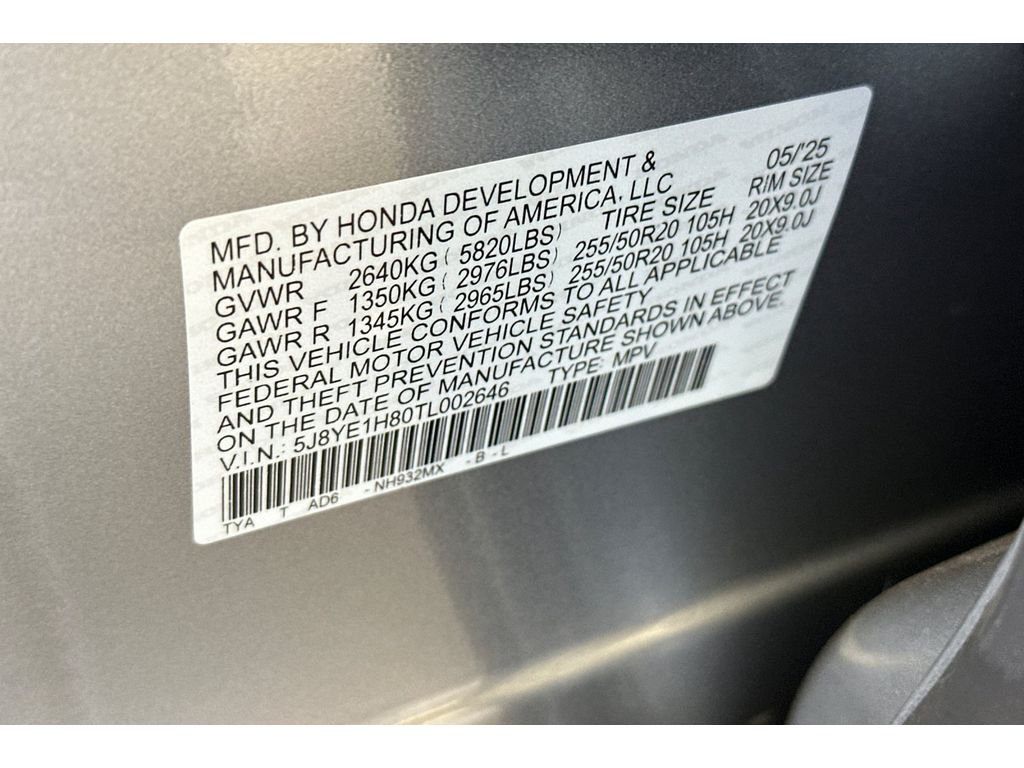 MFD. BY HONDA DEVELOPMENT & 05/'25
MANUFACTURING OF AMERICA, LLC RIM SIZE
GVWR 2640KG ( 5820LBS) TIRE SIZE 20X9.0J
GAWR F 1350KG ( 2976LBS) 255/50R20 105H 20X9.0J
GAWR R 1345KG ( 2965LBS) 255/50R20 105H
THIS VEHICLE CONFORMS TO ALL APPLICABLE
FEDERAL MOTOR VEHICLE SAFETY
AND THEFT PREVENTION STANDARDS IN EFFECT
ON THE DATE OF MANUFACTURE SHOWN ABOVE.
V.I.N.: 5J8YE1H80TL002646 TYPE: MPV
TYA T AD6 -NH932MX -B -L